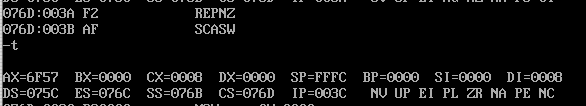 076D:003A F2 REPNZ
076D:003B AF SCASW
-t
AX=6F57 BX=0000 CX=0008 DX=0000 SP=FFFC BP=0000 SI=0000 DI=0008
DS=075C ES=076C SS=076B CS=076D IP=003C NV UP EI PL ZR NA PE NC